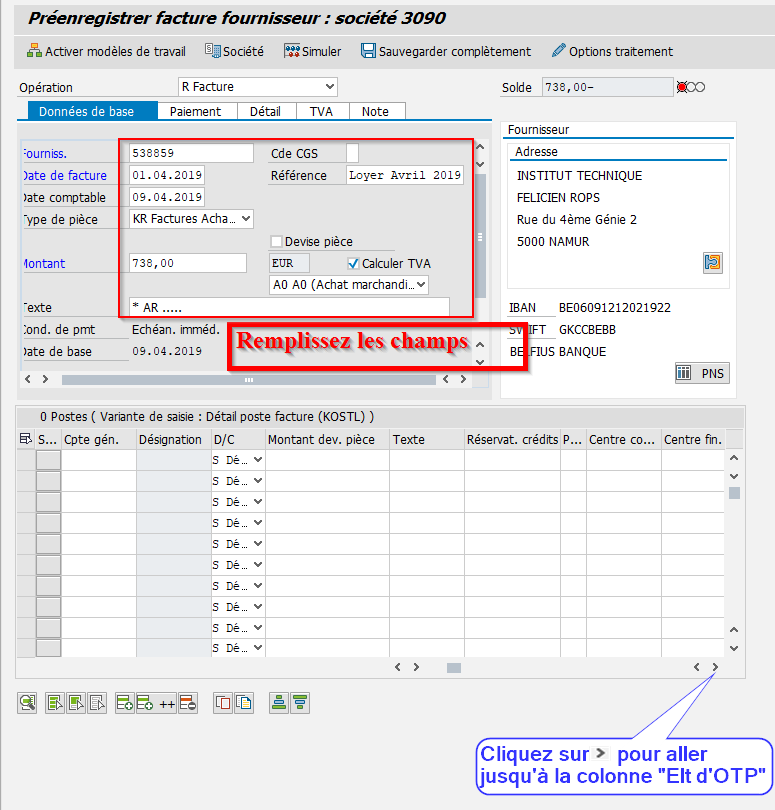 Préenregistrer facture fournisseur : société 3090
Activer modèles de travail Société Simuler Sauvegarder complètement Options traitement
Opération R Facture Solde 738,00-
Données de base Paiement Détail TVA Note
Fournisseur
Adresse
INSTITUT TECHNIQUE
FELICIEN ROPS
Rue du 4ème Génie 2
5000 NAMUR
IBAN BE06091212021922
SWIFT GKCCBEBB
BELFIUS BANQUE
PNS
Fourniss. 538859 Cde CGS
Date de facture 01.04.2019 Référence Loyer Avril 2019
Date comptable 09.04.2019
Type de pièce KR Factures Acha...
Devise pièce
Montant 738,00 EUR Calculer TVA
A0 A0 (Achat marchandi...
Texte * AR .....
Cond. de pmt Echéan. imméd.
Date de base 09.04.2019
Remplissez les champs
0 Postes ( Variante de saisie : Détail poste facture (KOSTL) )
S... Cpte gén. Désignation D/C Montant dev. pièce Texte Réservat. crédits P... Centre co... Centre fin.
S Dé...
S Dé...
S Dé...
S Dé...
S Dé...
S Dé...
S Dé...
S Dé...
S Dé...
S Dé...
++
Cliquez sur > pour aller
jusqu'à la colonne "Elt d'OTP"